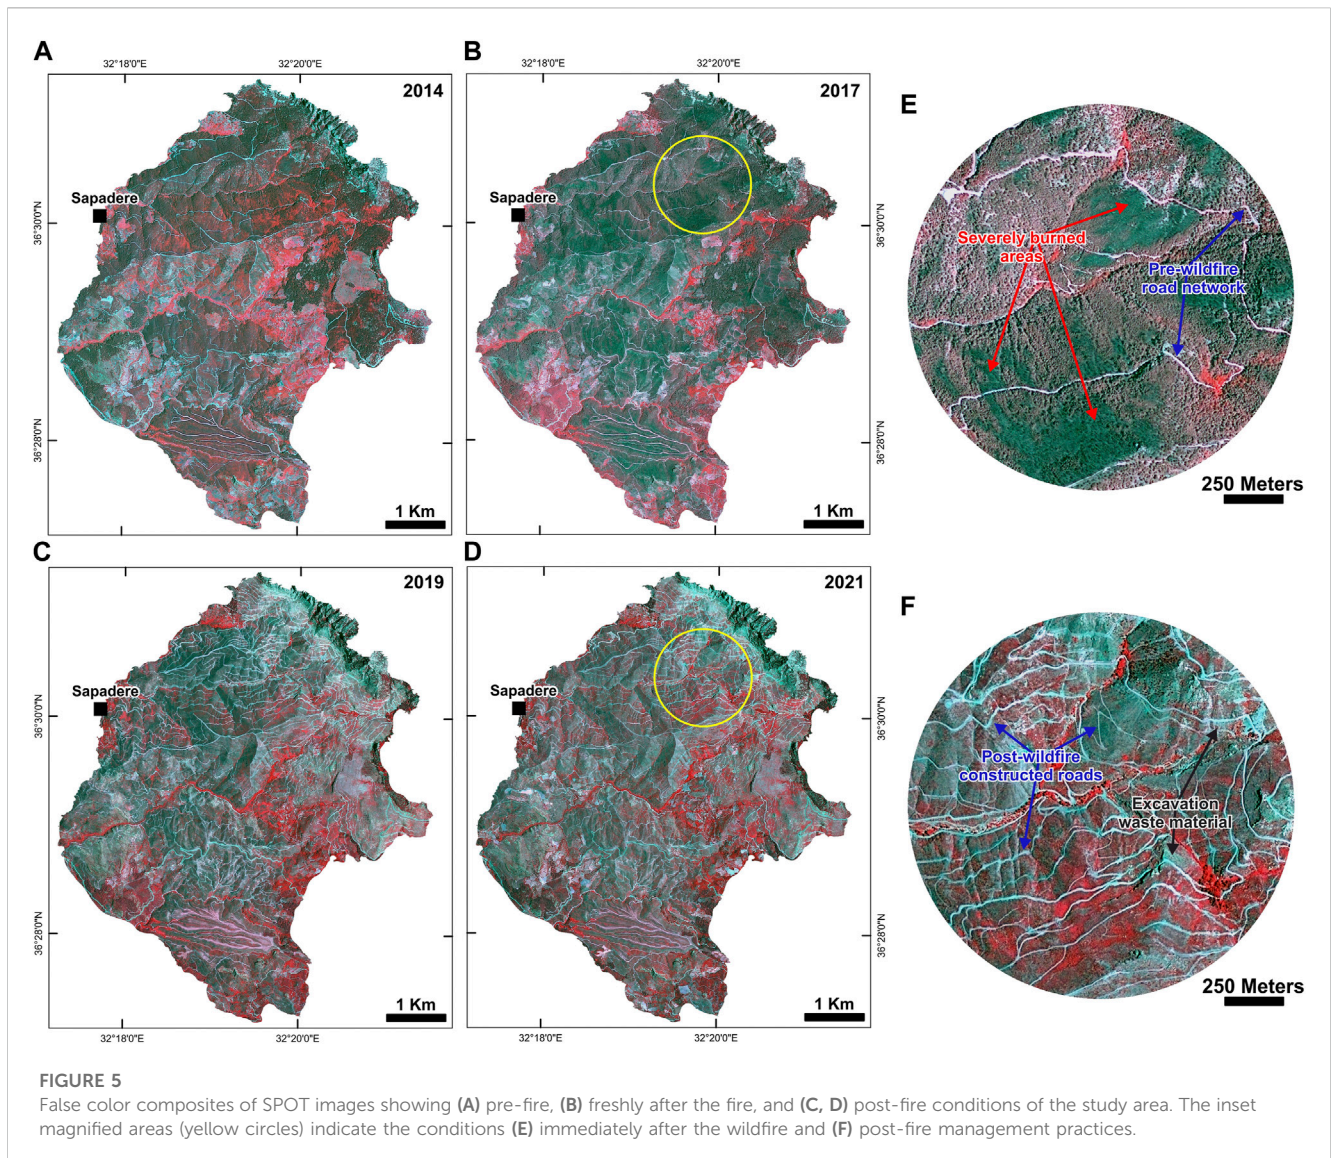 A
32°18'0"E
32°20'0"E
2014
Sapadere
36°30'0"N
36°28'0"N
1 Km
B
32°18'0"E
32°20'0"E
2017
Sapadere
36°30'0"N
36°28'0"N
1 Km
E
Severely burned
areas
Pre-wildfire
road network
250 Meters
C
2019
Sapadere
36°30'0"N
36°28'0"N
1 Km
32°18'0"E
32°20'0"E
D
2021
Sapadere
36°30'0"N
36°28'0"N
1 Km
32°18'0"E
32°20'0"E
F
Post-wildfire
constructed roads
Excavation
waste material
250 Meters
FIGURE 5
False color composites of SPOT images showing (A) pre-fire, (B) freshly after the fire, and (C, D) post-fire conditions of the study area. The inset
magnified areas (yellow circles) indicate the conditions (E) immediately after the wildfire and (F) post-fire management practices.